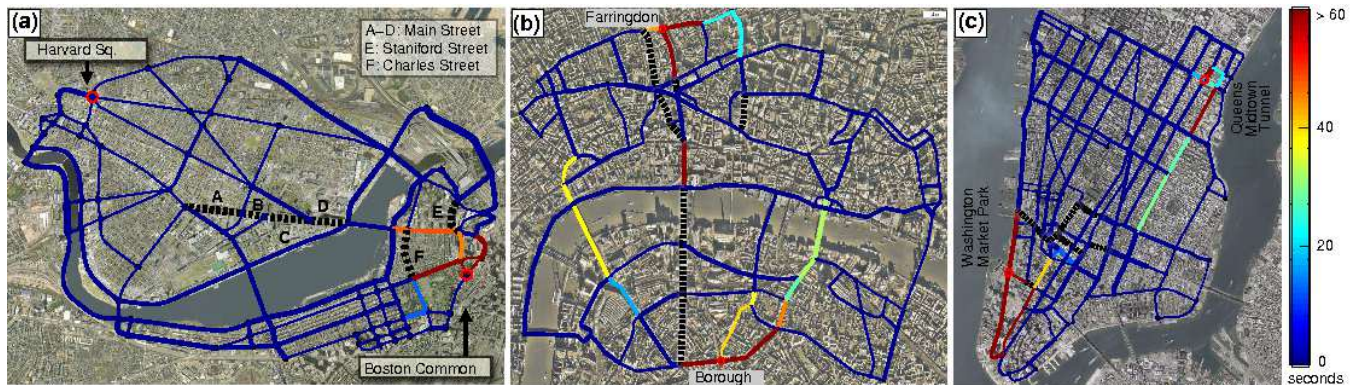 (a)
Harvard Sq.
A–D: Main Street
E: Staniford Street
F: Charles Street
A
B
C
D
E
F
Boston Common
(b)
Farringdon
Borough
(c)
Washington
Market Park
Queens
Midtown
Tunnel
> 60
40
20
0
seconds